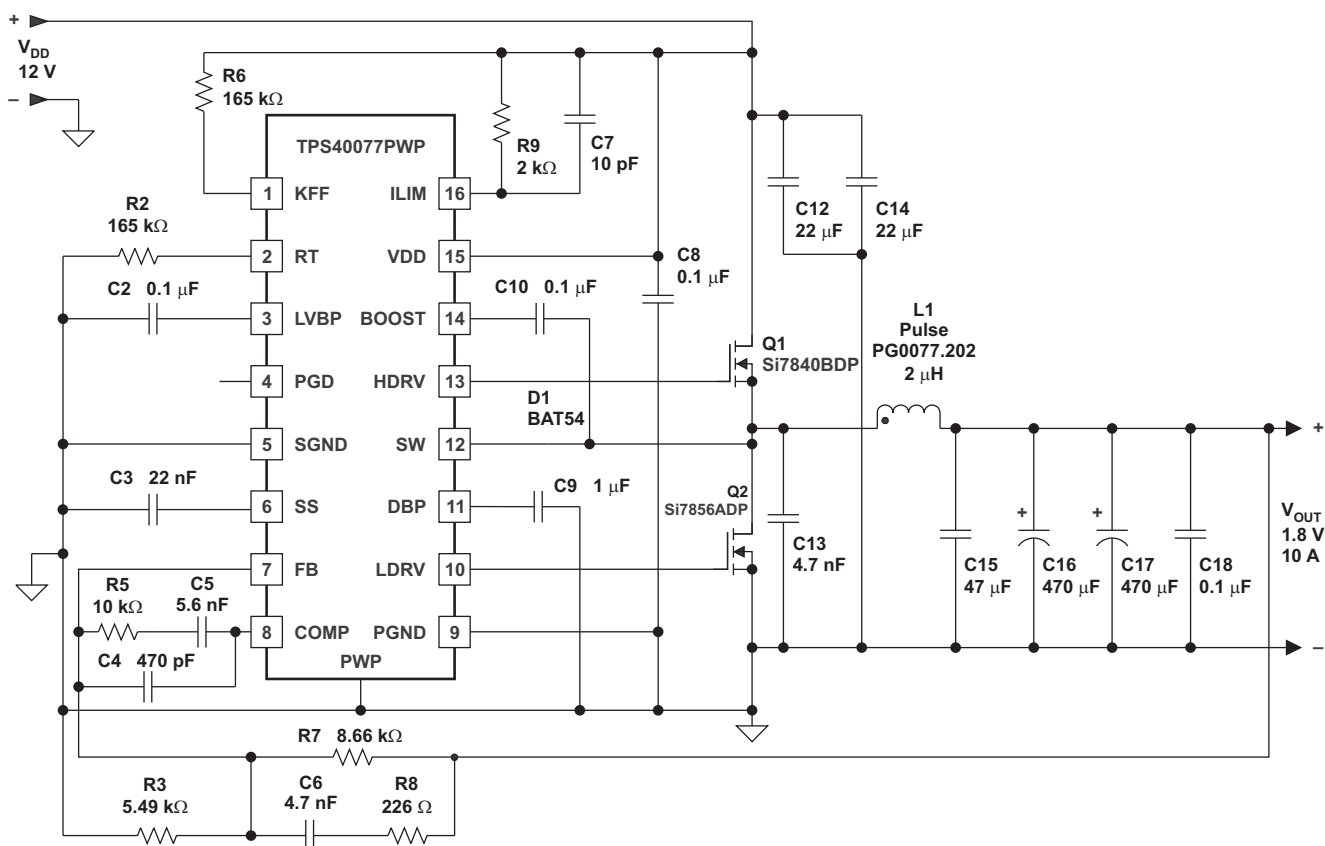 +
V_DD
12 V
−
R6
165 kΩ
TPS40077PWP
R9
2 kΩ
C7
10 pF
1 KFF
ILIM 16
R2
165 kΩ
2 RT
VDD 15
C8
0.1 μF
C12
22 μF
C14
22 μF
C2 0.1 μF
3 LVBP
BOOST 14
C10 0.1 μF
L1
Pulse
PG0077.202
2 μH
Q1
Si7840BDP
4 PGD
HDRV 13
D1
BAT54
5 SGND
SW 12
+
C3 22 nF
6 SS
DBP 11
C9 1 μF
Q2
Si7856ADP
C13
4.7 nF
C15
47 μF
+
C16
470 μF
+
C17
470 μF
C18
0.1 μF
V_OUT
1.8 V
10 A
7 FB
LDRV 10
R5
10 kΩ
C5
5.6 nF
8 COMP
PGND 9
−
C4 470 pF
PWP
R7 8.66 kΩ
R3
5.49 kΩ
C6
4.7 nF
R8
226 Ω